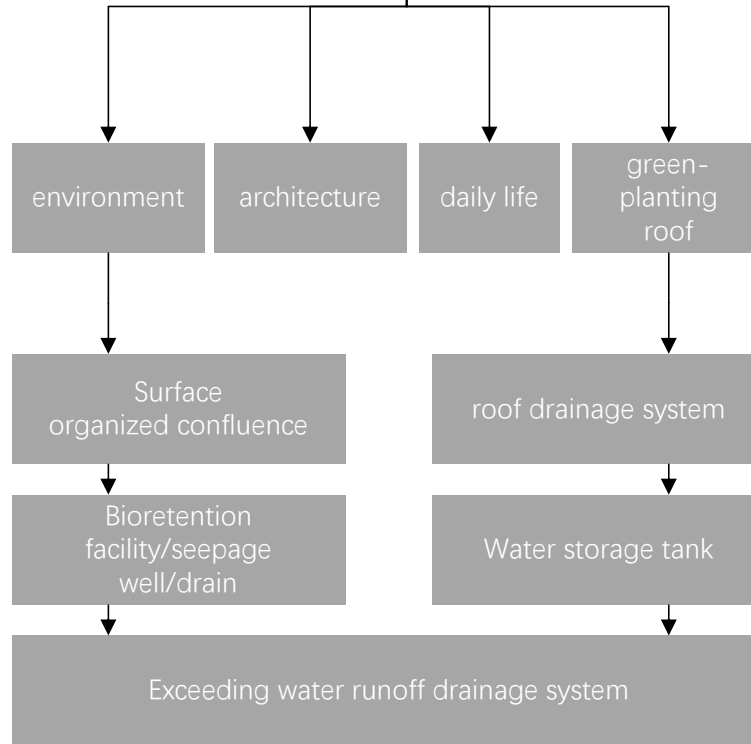 environment
architecture
daily life
green-
planting
roof
Surface
organized confluence
roof drainage system
Bioretention
facility/seepage
well/drain
Water storage tank
Exceeding water runoff drainage system